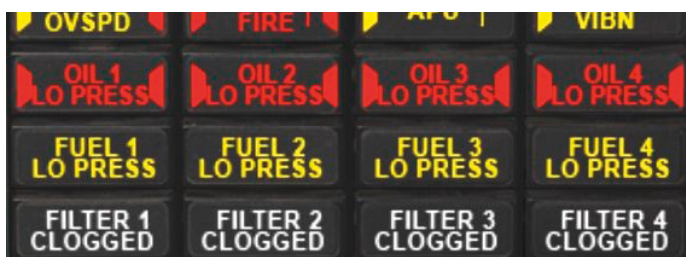 OVSPD FIRE APU VIBN
OIL 1 OIL 2 OIL 3 OIL 4
LO PRESS LO PRESS LO PRESS LO PRESS
FUEL 1 FUEL 2 FUEL 3 FUEL 4
LO PRESS LO PRESS LO PRESS LO PRESS
FILTER 1 FILTER 2 FILTER 3 FILTER 4
CLOGGED CLOGGED CLOGGED CLOGGED